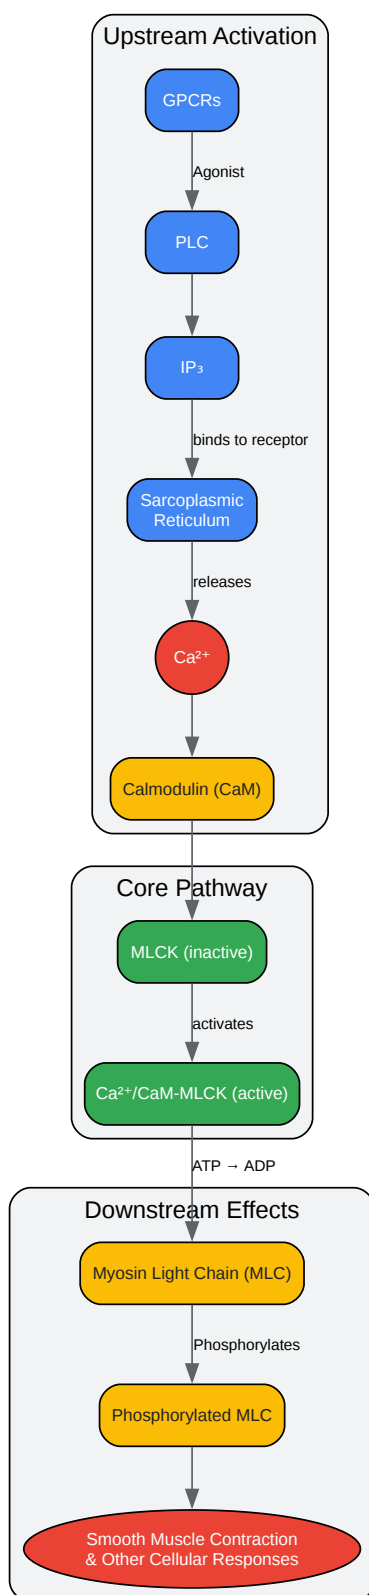 Upstream Activation
GPCRs
Agonist
PLC
IP₃
binds to receptor
Sarcoplasmic
Reticulum
releases
Ca²⁺
Calmodulin (CaM)
Core Pathway
MLCK (inactive)
activates
Ca²⁺/CaM-MLCK (active)
ATP → ADP
Downstream Effects
Myosin Light Chain (MLC)
Phosphorylates
Phosphorylated MLC
Smooth Muscle Contraction
& Other Cellular Responses